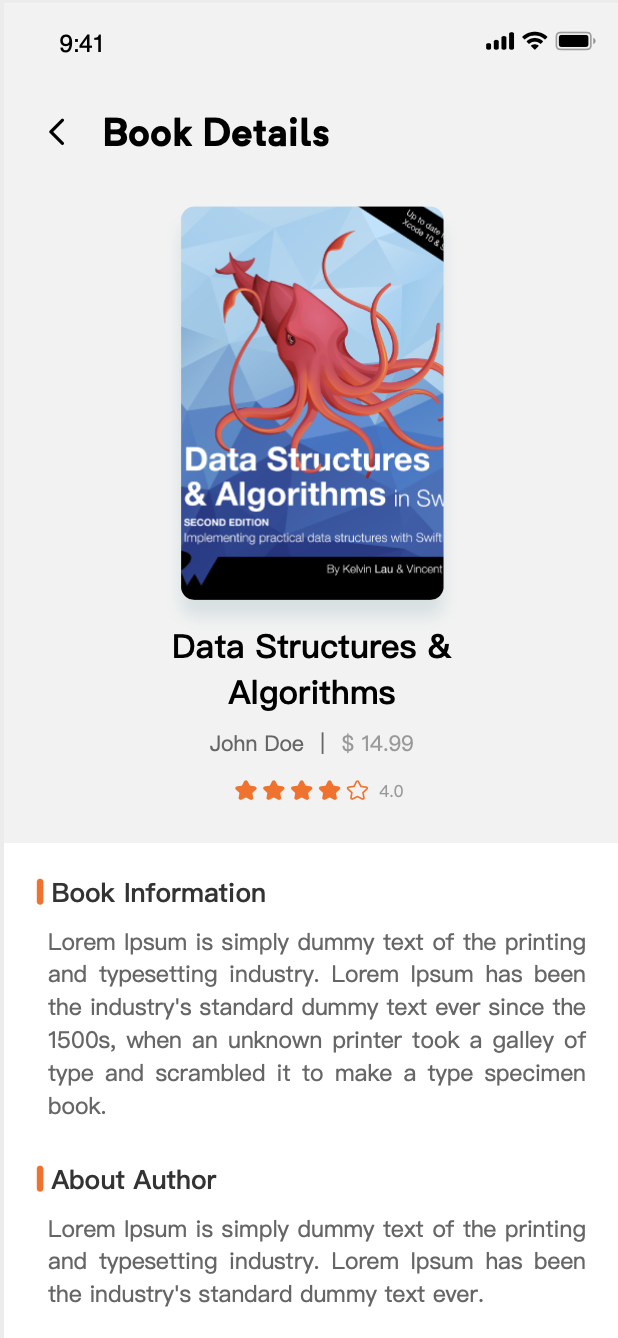 9:41
Book Details
Up to date
Xcode 10 &
Data Structures
& Algorithms in Sw
SECOND EDITION
Implementing practical data structures with Swift
By Kelvin Lau & Vincent
Data Structures &
Algorithms
John Doe | $ 14.99
4.0
Book Information
Lorem Ipsum is simply dummy text of the printing
and typesetting industry. Lorem Ipsum has been
the industry's standard dummy text ever since the
1500s, when an unknown printer took a galley of
type and scrambled it to make a type specimen
book.
About Author
Lorem Ipsum is simply dummy text of the printing
and typesetting industry. Lorem Ipsum has been
the industry's standard dummy text ever.